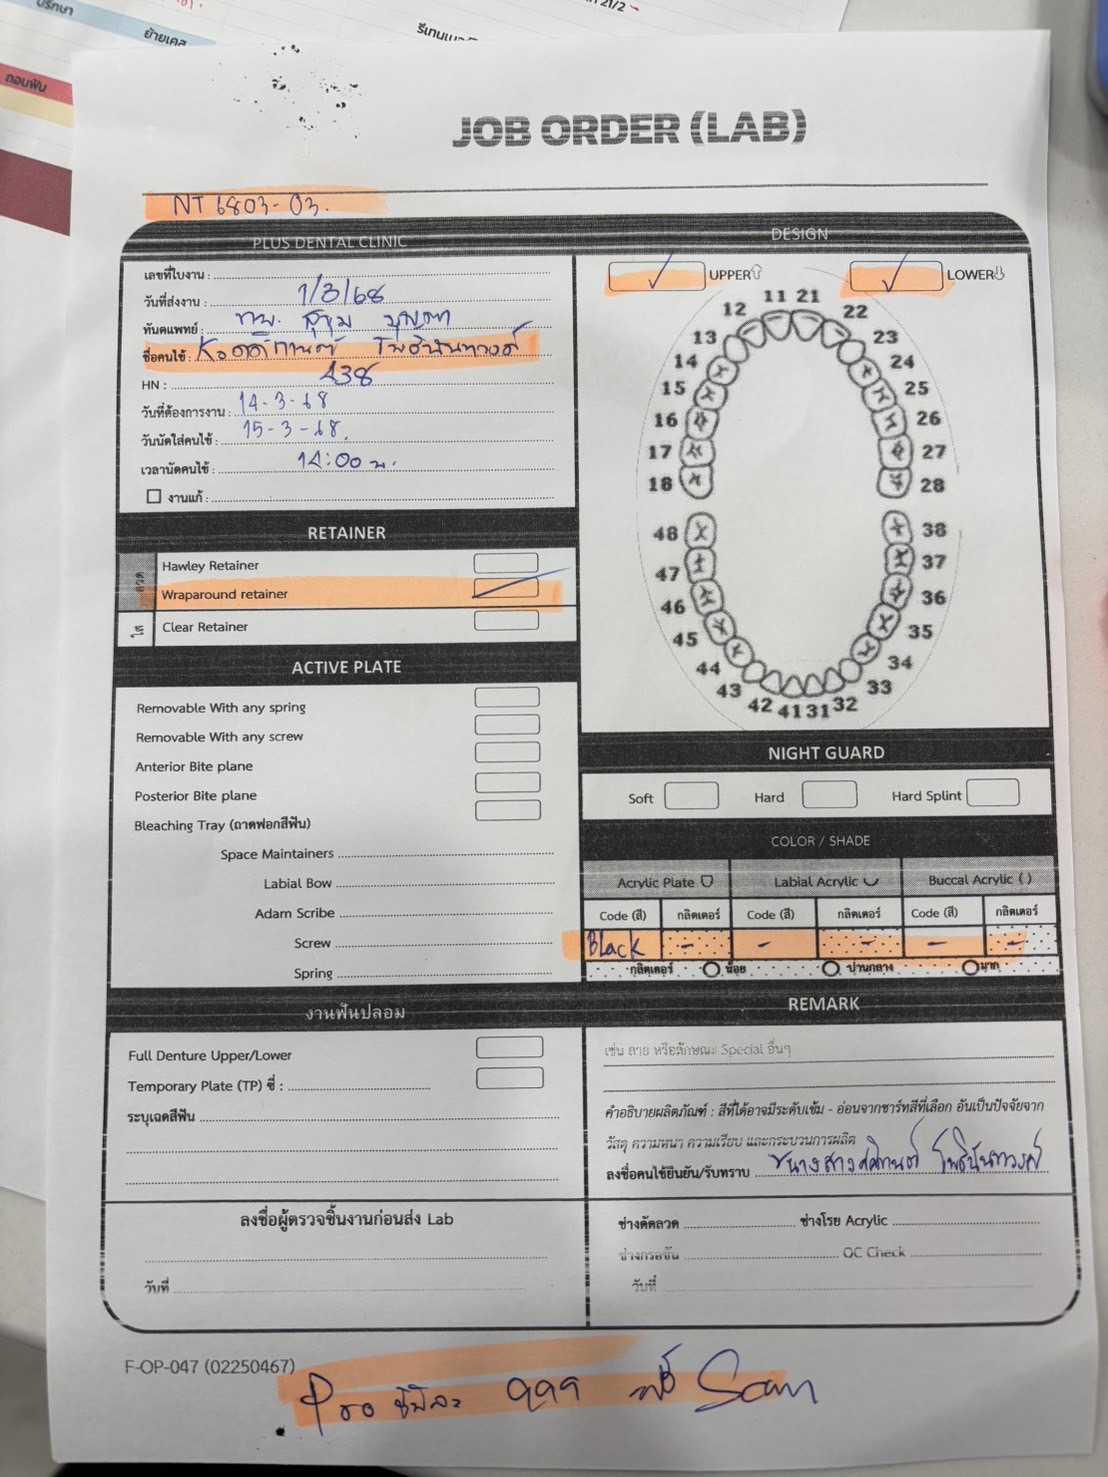 ปรึกษา
ย้ายเคส
21/2
ถอนฟัน
JOB ORDER (LAB)
NT 6803-03.
PLUS DENTAL CLINIC
เลขที่ใบงาน :
วันที่ส่งงาน : 1/3/68
ทันตแพทย์ : ทพ.
ชื่อคนไข้ :
HN : 438
วันที่ต้องการงาน : 14-3-68
วันนัดใส่คนไข้ : 15-3-68.
เวลานัดคนไข้ : 14:00 น.
งานแก้ :
DESIGN
UPPER
LOWER
11 21
12 22
13 23
14 24
15 25
16 26
17 27
18 28
48 38
47 37
46 36
45 35
44 34
43 33
42 41 31 32
RETAINER
ลวด
Hawley Retainer
Wraparound retainer
ใส
Clear Retainer
ACTIVE PLATE
Removable With any spring
Removable With any screw
Anterior Bite plane
Posterior Bite plane
Bleaching Tray (ถาดฟอกสีฟัน)
Space Maintainers
Labial Bow
Adam Scribe
Screw
Spring
NIGHT GUARD
Soft Hard Hard Splint
COLOR / SHADE
Acrylic Plate Labial Acrylic Buccal Acrylic ( )
Code (สี) กลิตเตอร์ Code (สี) กลิตเตอร์ Code (สี) กลิตเตอร์
Black - - - - -
กลิตเตอร์ น้อย ปานกลาง มาก
งานฟันปลอม
Full Denture Upper/Lower
Temporary Plate (TP) ซี่ :
ระบุเฉดสีฟัน
REMARK
เช่น ลาย หรือลักษณะ Special อื่นๆ
คำอธิบายผลิตภัณฑ์ : สีที่ได้อาจมีระดับเข้ม - อ่อนจากชาร์ทสีที่เลือก อันเป็นปัจจัยจาก
วัสดุ ความหนา ความเรียบ และกระบวนการผลิต
ลงชื่อคนไข้ยืนยัน/รับทราบ
ลงชื่อผู้ตรวจชิ้นงานก่อนส่ง Lab
วันที่
ช่างดัดลวด ช่างโรย Acrylic
ช่างกรอขัน QC Check
วันที่
F-OP-047 (02250467)
Pro 999 ฟรี Scan